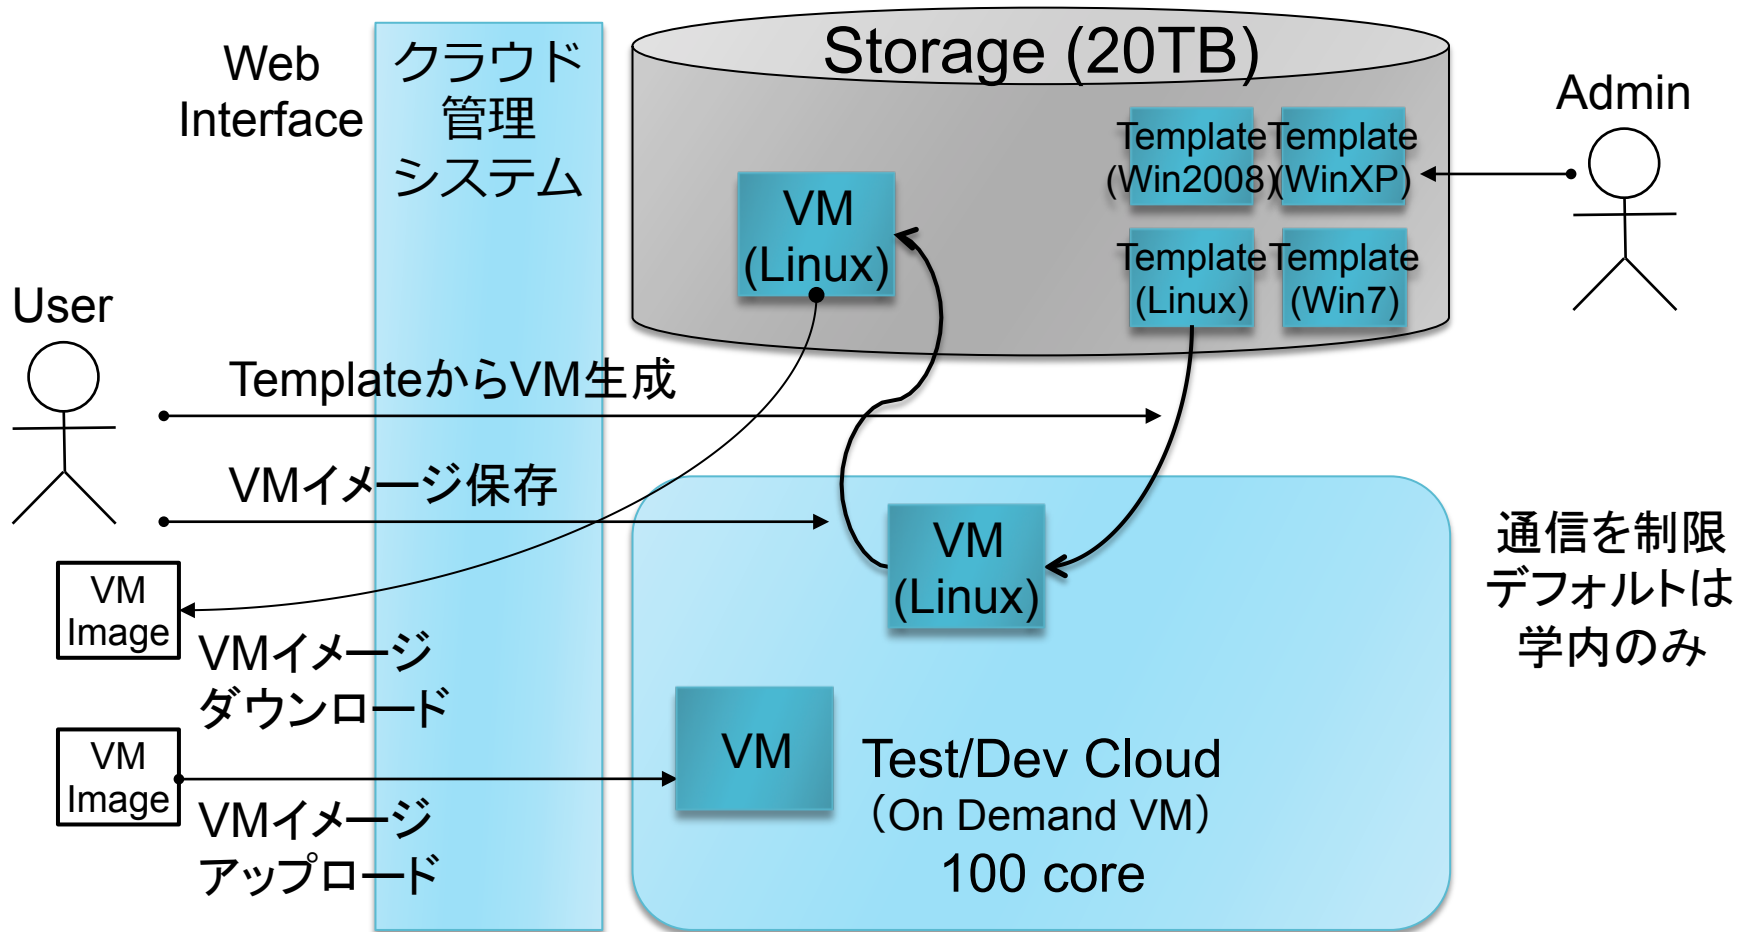 Web
Interface
クラウド
管理
システム
Storage (20TB)
Admin
Template
(Win2008)
Template
(WinXP)
VM
(Linux)
Template
(Linux)
Template
(Win7)
User
TemplateからVM生成
VMイメージ保存
VM
(Linux)
通信を制限
デフォルトは
学内のみ
VM
Image
VMイメージ
ダウンロード
VM
Image
VMイメージ
アップロード
VM
Test/Dev Cloud
（On Demand VM）
100 core